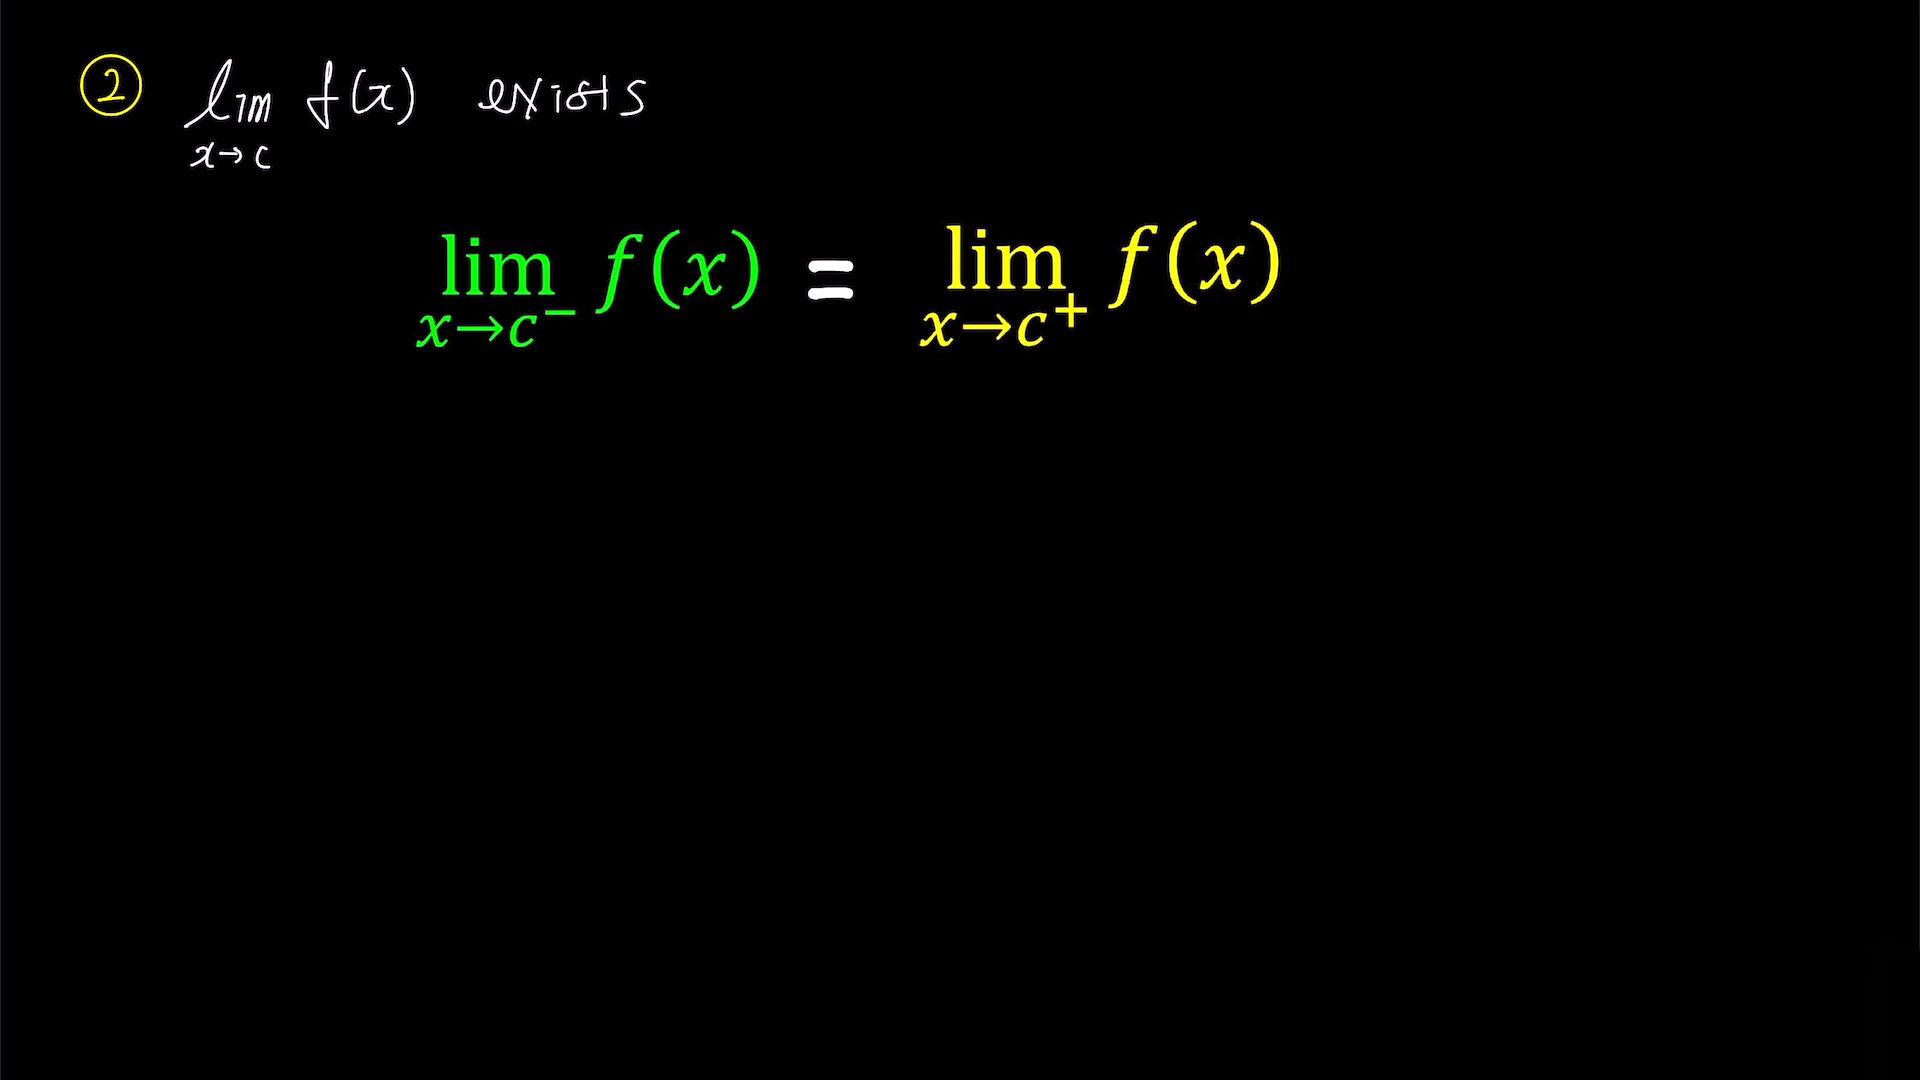 ② lim f(x) exists
x→c
lim f(x) = lim f(x)
x→c⁻ x→c⁺